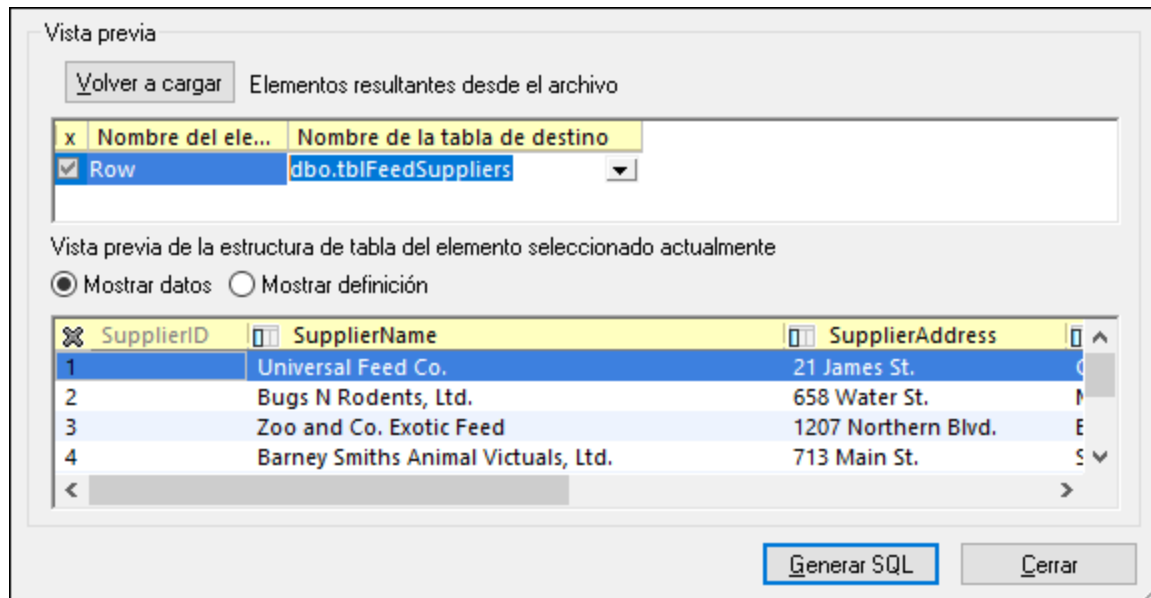 Vista previa
Volver a cargar Elementos resultantes desde el archivo
x Nombre del ele... Nombre de la tabla de destino
Row dbo.tblFeedSuppliers
Vista previa de la estructura de tabla del elemento seleccionado actualmente
Mostrar datos Mostrar definición
SupplierID SupplierName SupplierAddress
1 Universal Feed Co. 21 James St.
2 Bugs N Rodents, Ltd. 658 Water St.
3 Zoo and Co. Exotic Feed 1207 Northern Blvd.
4 Barney Smiths Animal Victuals, Ltd. 713 Main St.
Generar SQL Cerrar